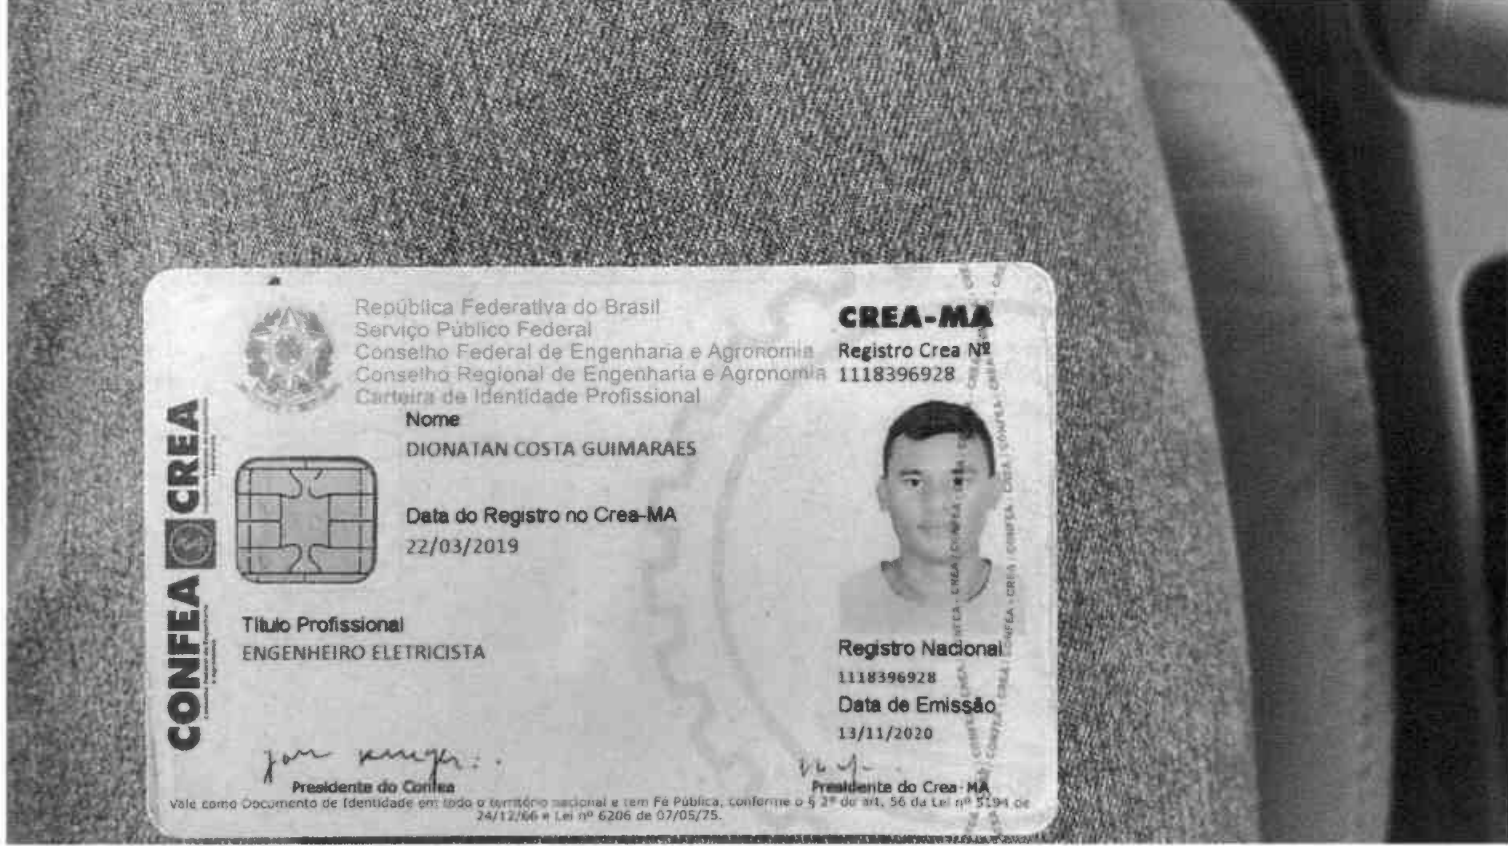 República Federativa do Brasil
Serviço Público Federal
Conselho Federal de Engenharia e Agronomia
Conselho Regional de Engenharia e Agronomia
Carteira de Identidade Profissional
CREA-MA
Registro Crea Nº
1118396928
CONFEA CREA
Nome
DIONATAN COSTA GUIMARAES
Data do Registro no Crea-MA
22/03/2019
Título Profissional
ENGENHEIRO ELETRICISTA
Registro Nacional
1118396928
Data de Emissão
13/11/2020
Presidente do Confea
Presidente do Crea-MA
Vale como Documento de Identidade em todo o território nacional e tem Fé Pública, conforme o § 2º do art. 56 da Lei nº 5194 de
24/12/66 e Lei nº 6206 de 07/05/75.